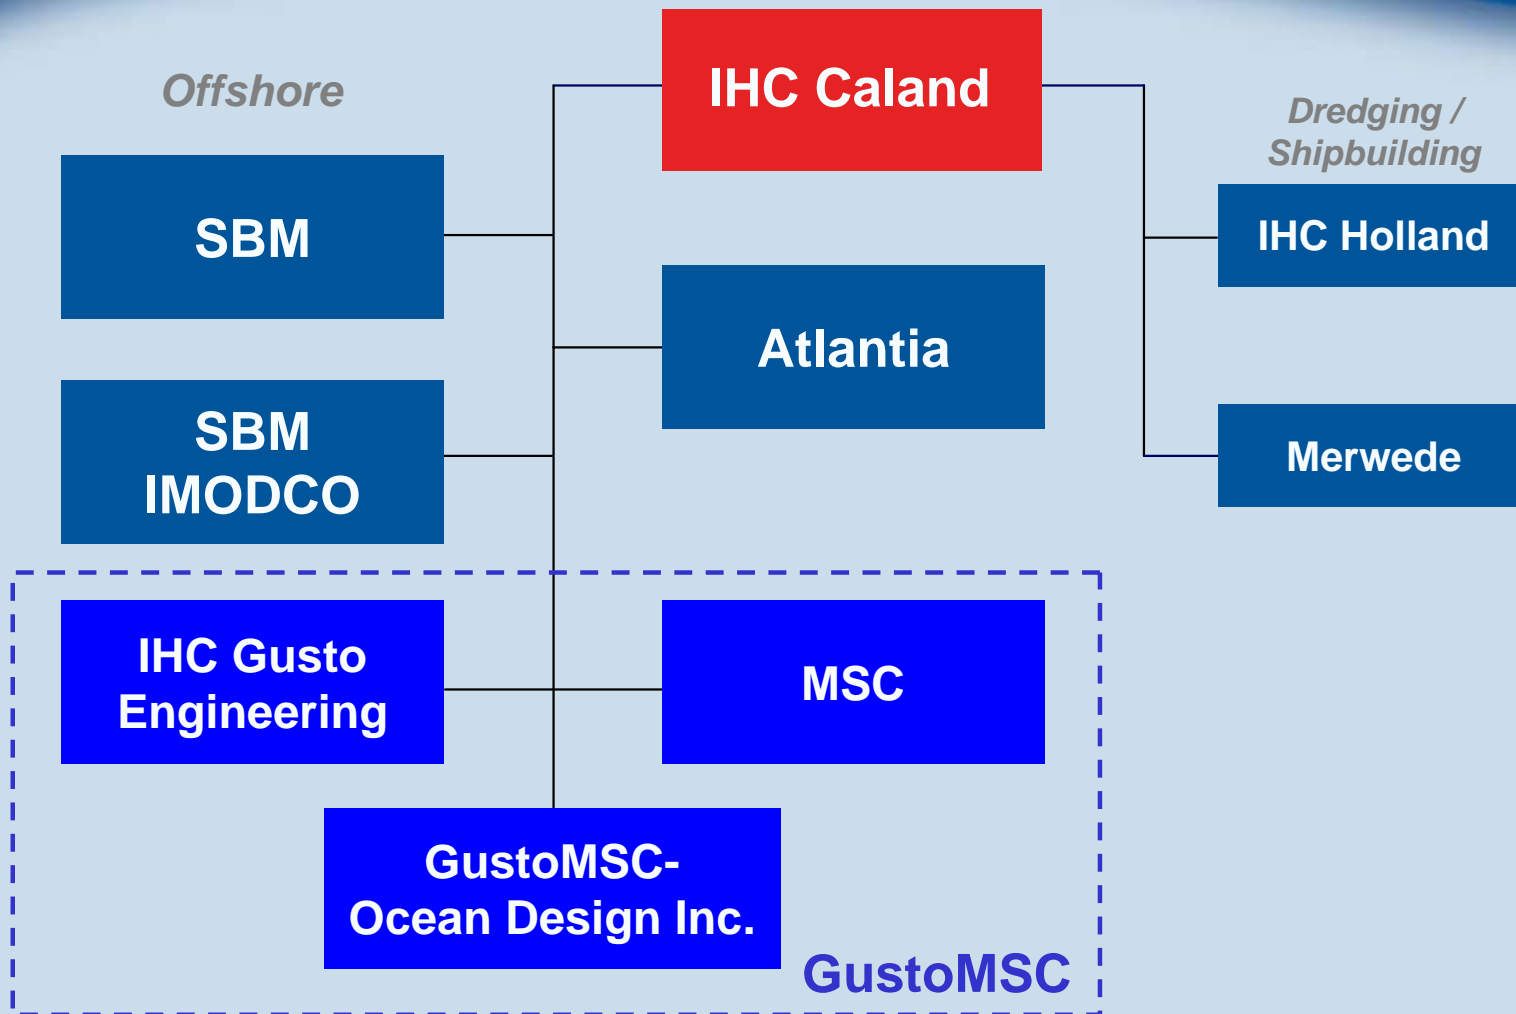 IHC Caland
Offshore
Dredging /
Shipbuilding
SBM
IHC Holland
Atlantia
SBM
IMODCO
Merwede
IHC Gusto
Engineering
MSC
GustoMSC-
Ocean Design Inc.
GustoMSC